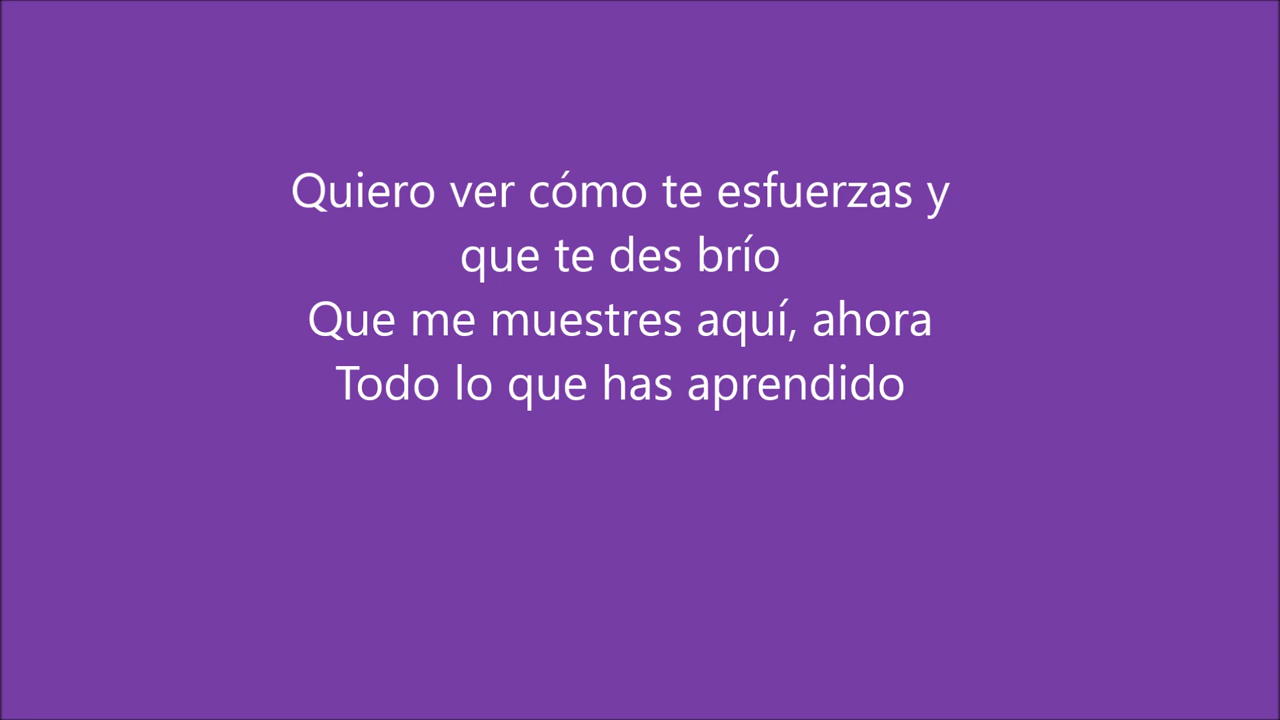 Quiero ver cómo te esfuerzas y
que te des brío
Que me muestres aquí, ahora
Todo lo que has aprendido